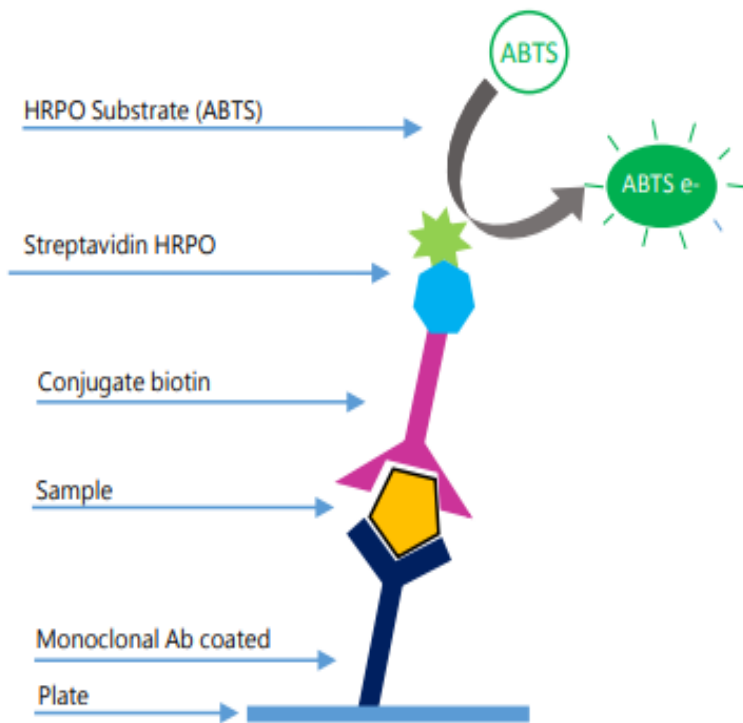 ABTS
HRPO Substrate (ABTS)
ABTS e-
Streptavidin HRPO
Conjugate biotin
Sample
Monoclonal Ab coated
Plate